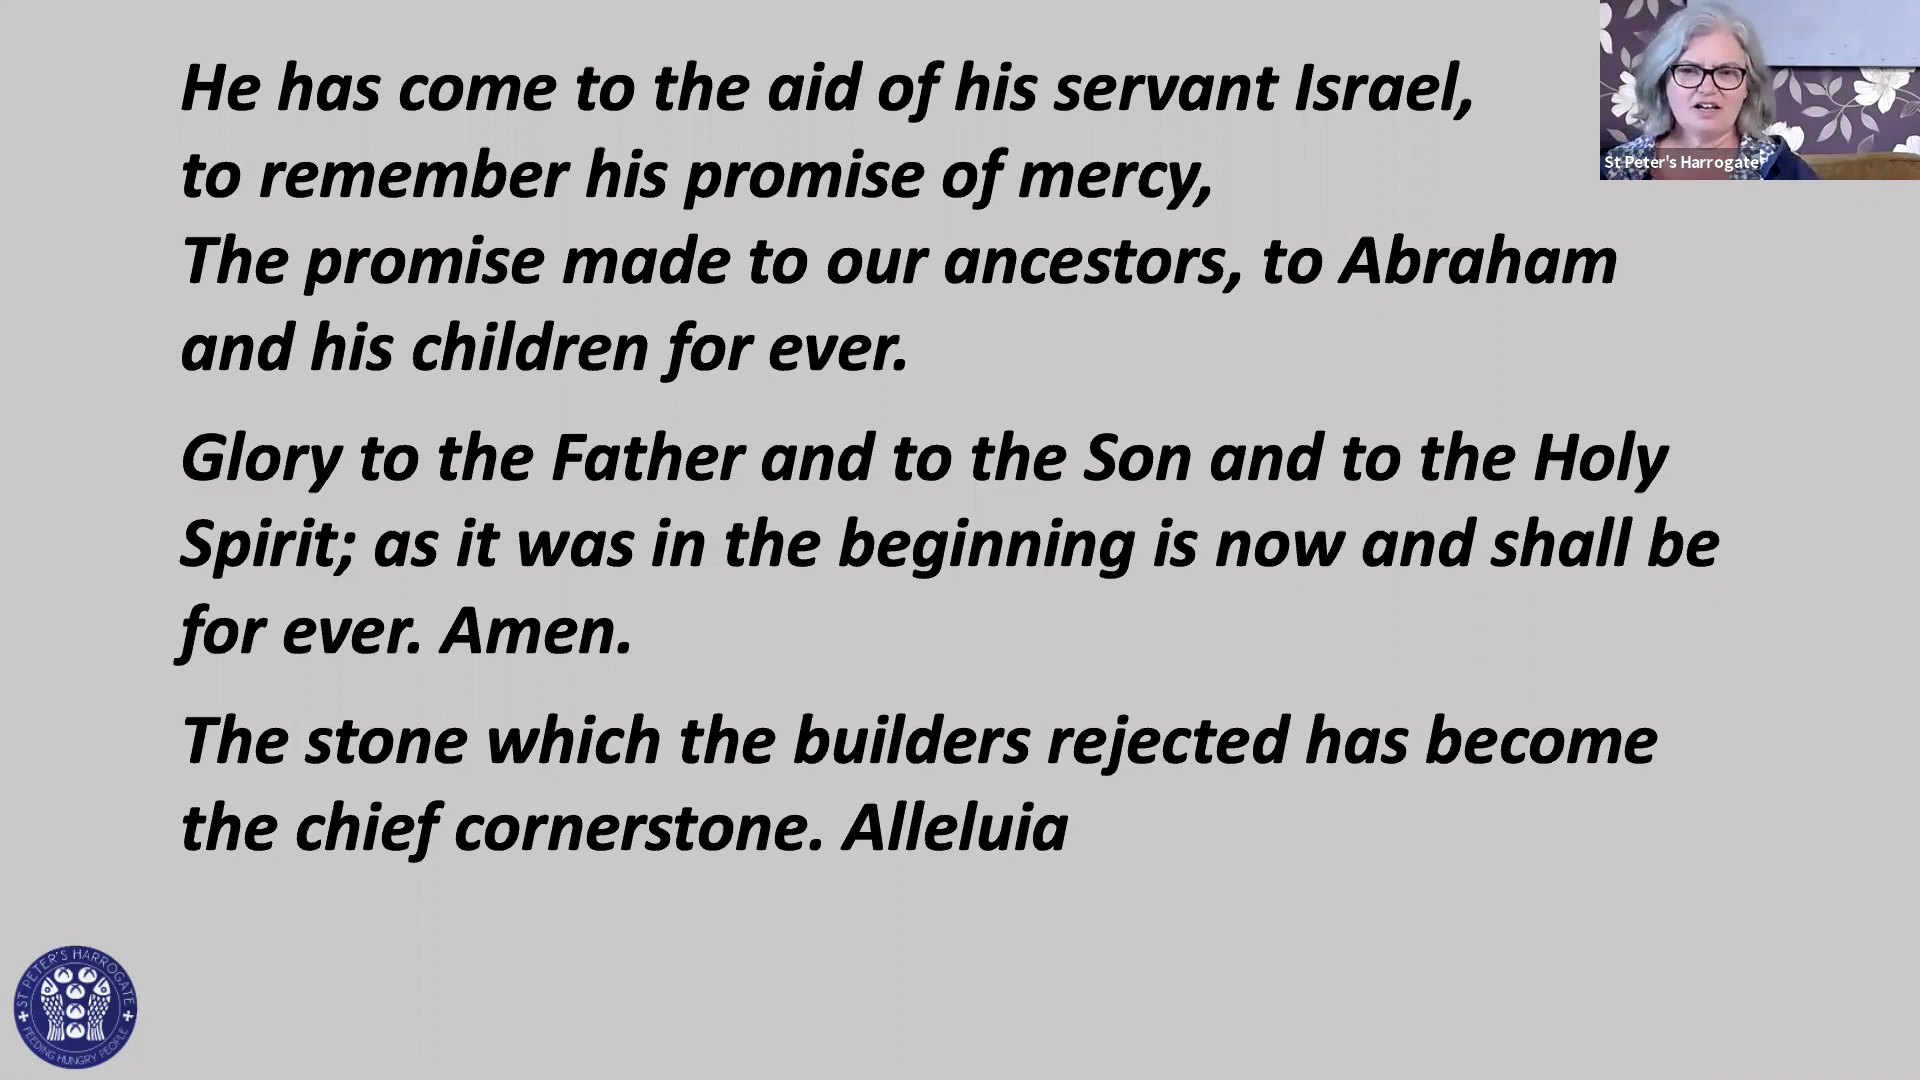 He has come to the aid of his servant Israel,
to remember his promise of mercy,
The promise made to our ancestors, to Abraham
and his children for ever.
Glory to the Father and to the Son and to the Holy
Spirit; as it was in the beginning is now and shall be
for ever. Amen.
The stone which the builders rejected has become
the chief cornerstone. Alleluia
St Peter's Harrogate
ST PETER'S HARROGATE
FEEDING HUNGRY PEOPLE